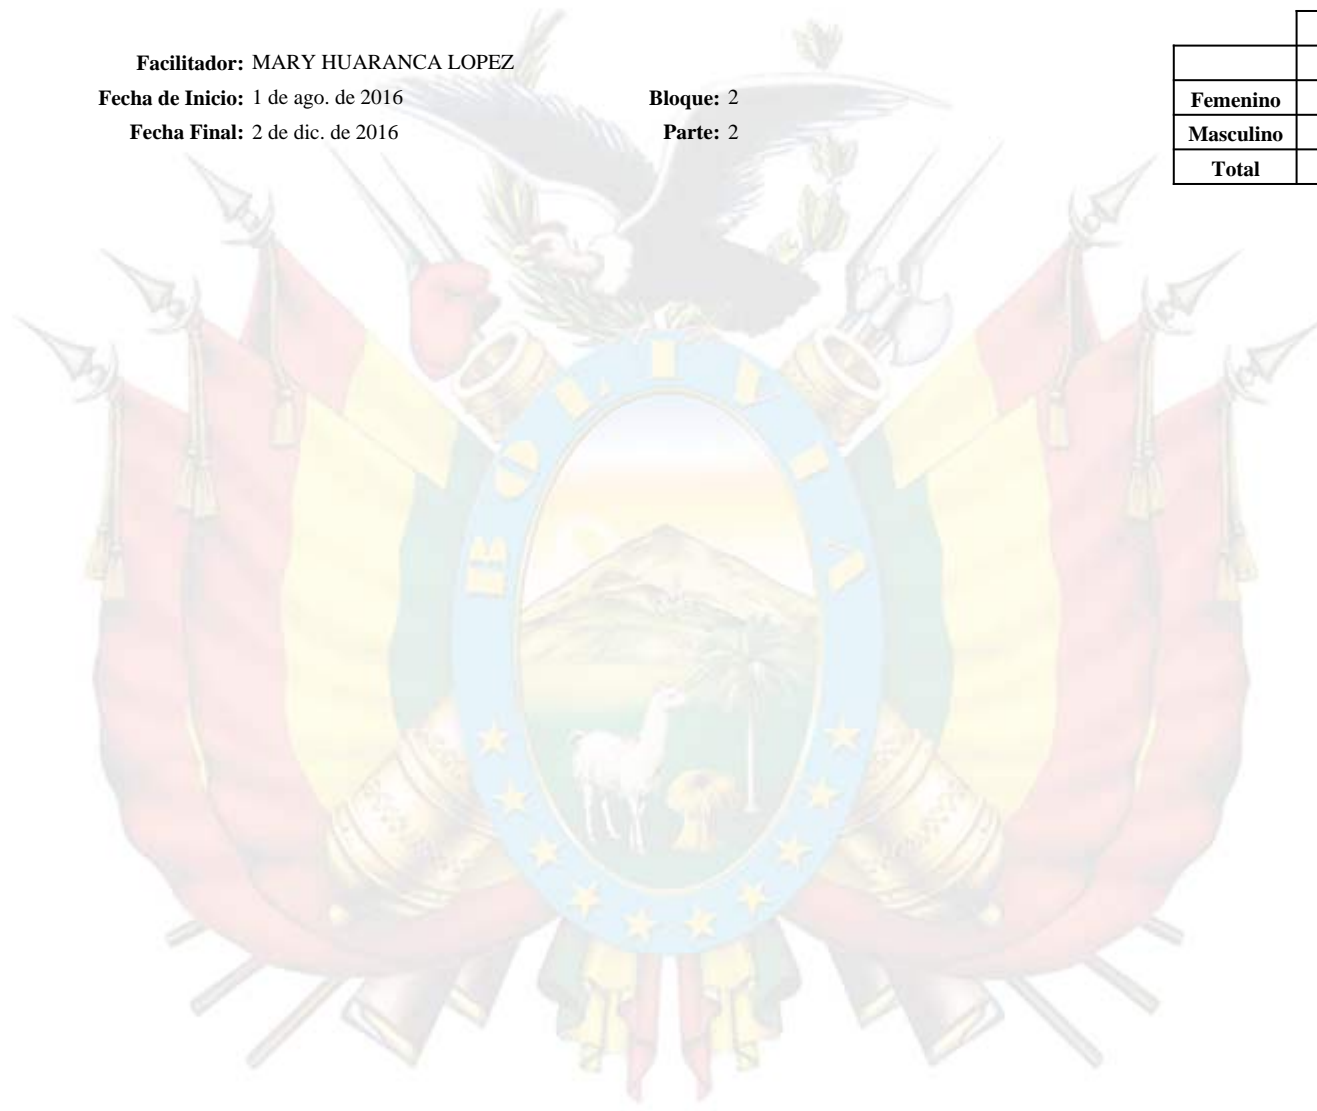 Facilitador: MARY HUARANCA LOPEZ
Fecha de Inicio: 1 de ago. de 2016 Bloque: 2
Fecha Final: 2 de dic. de 2016 Parte: 2
Femenino
Masculino
Total
BOLIVIA